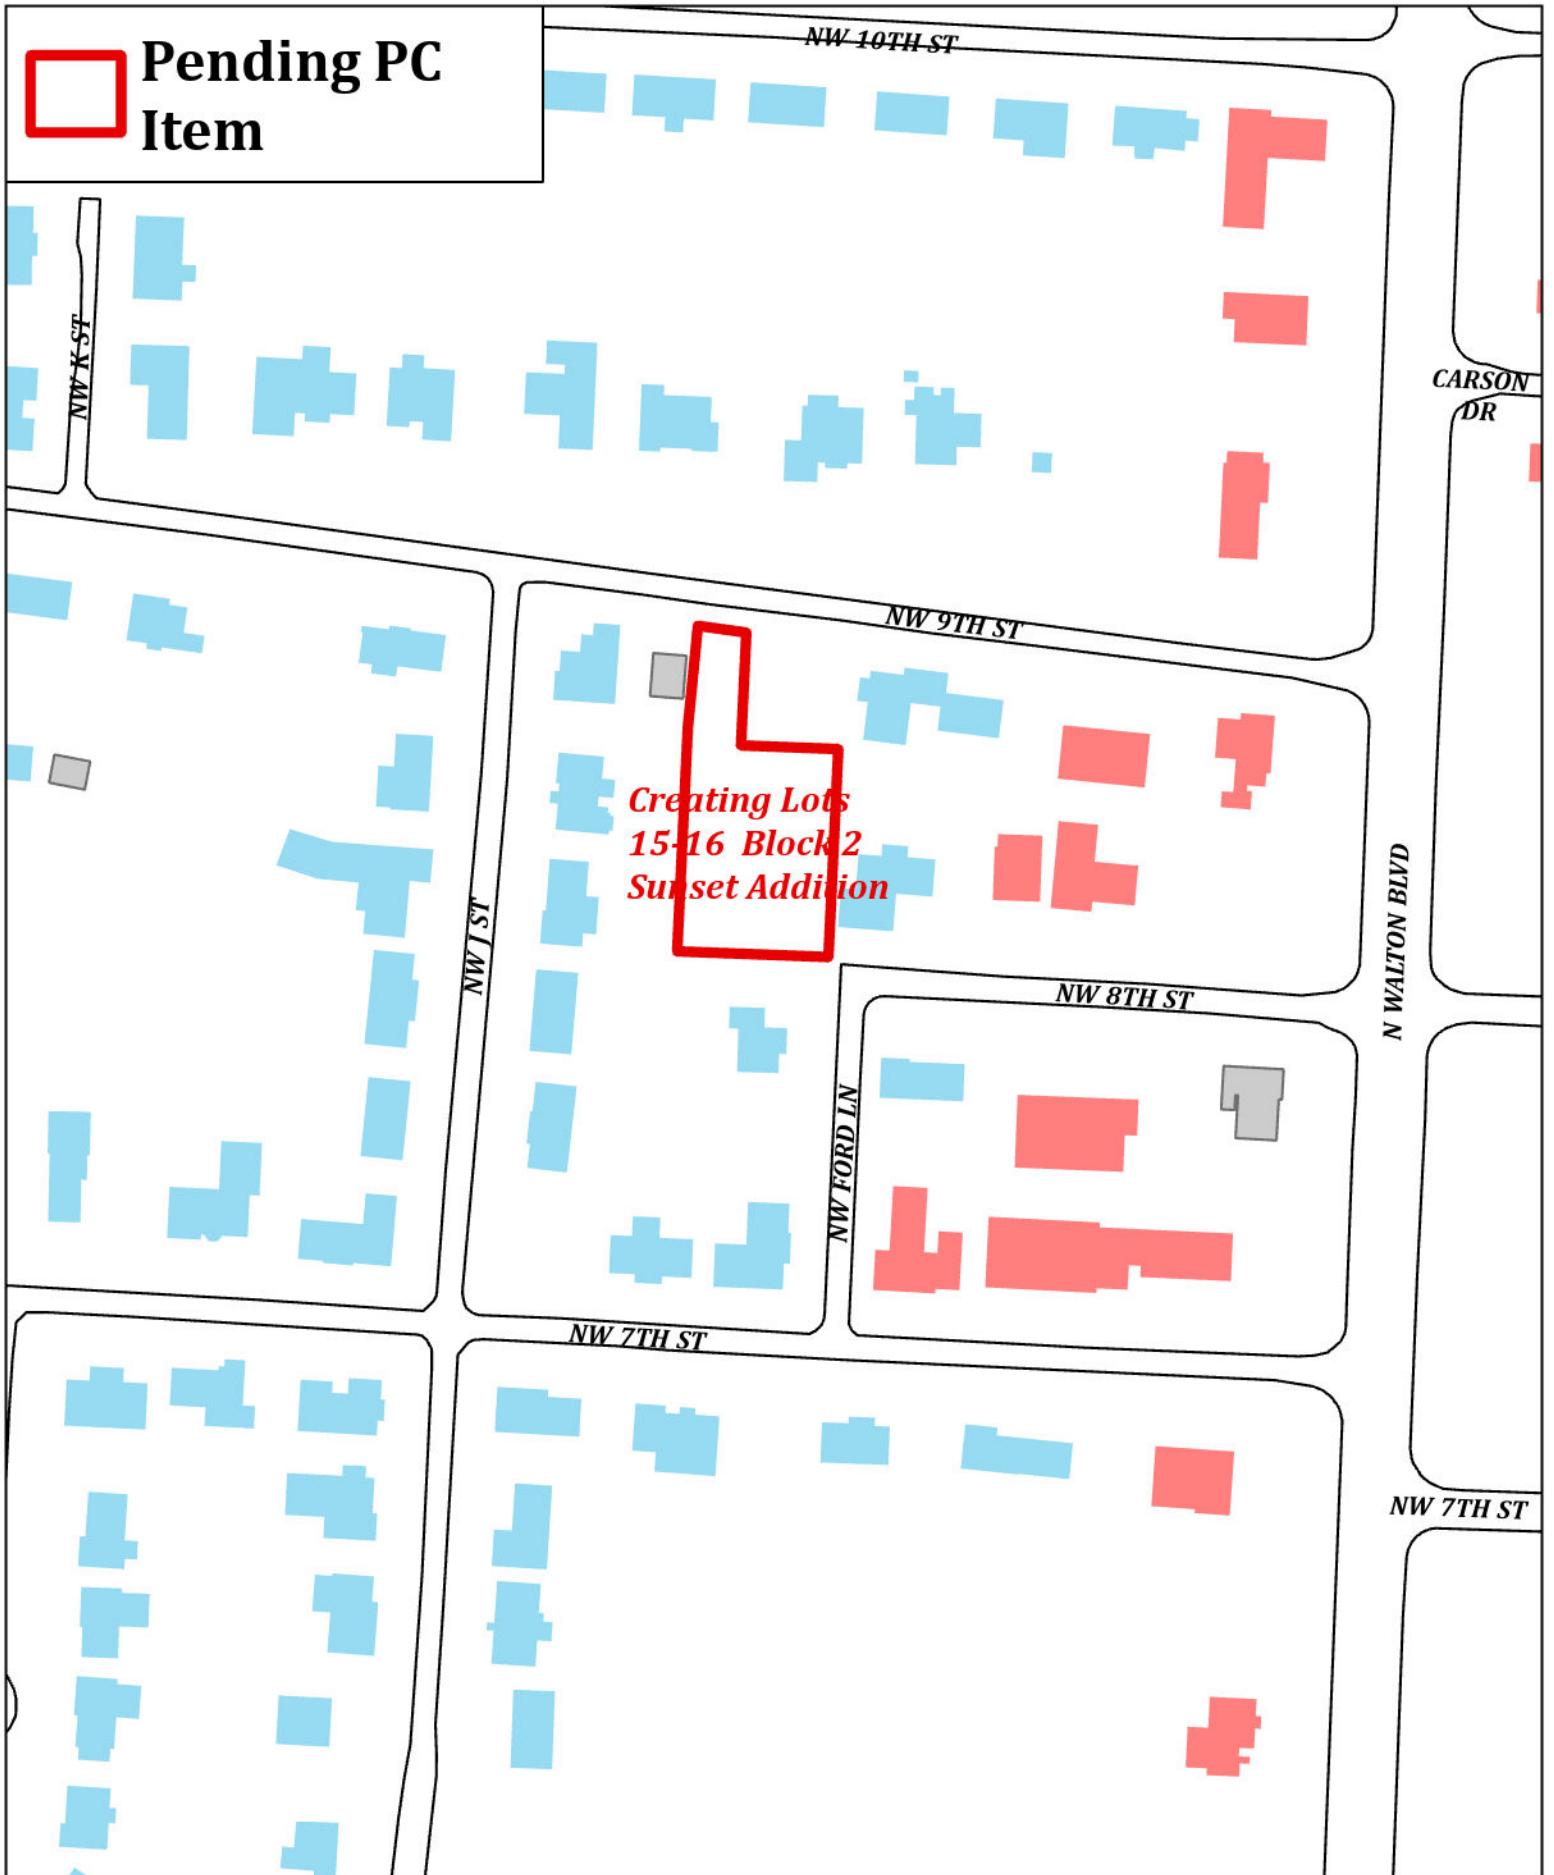 Pending PC
Item
NW 10TH ST
NW K ST
CARSON
DR
NW 9TH ST
Creating Lots
15-16 Block 2
Sunset Addition
NW J ST
N WALTON BLVD
NW 8TH ST
NW FORD LN
NW 7TH ST
NW 7TH ST